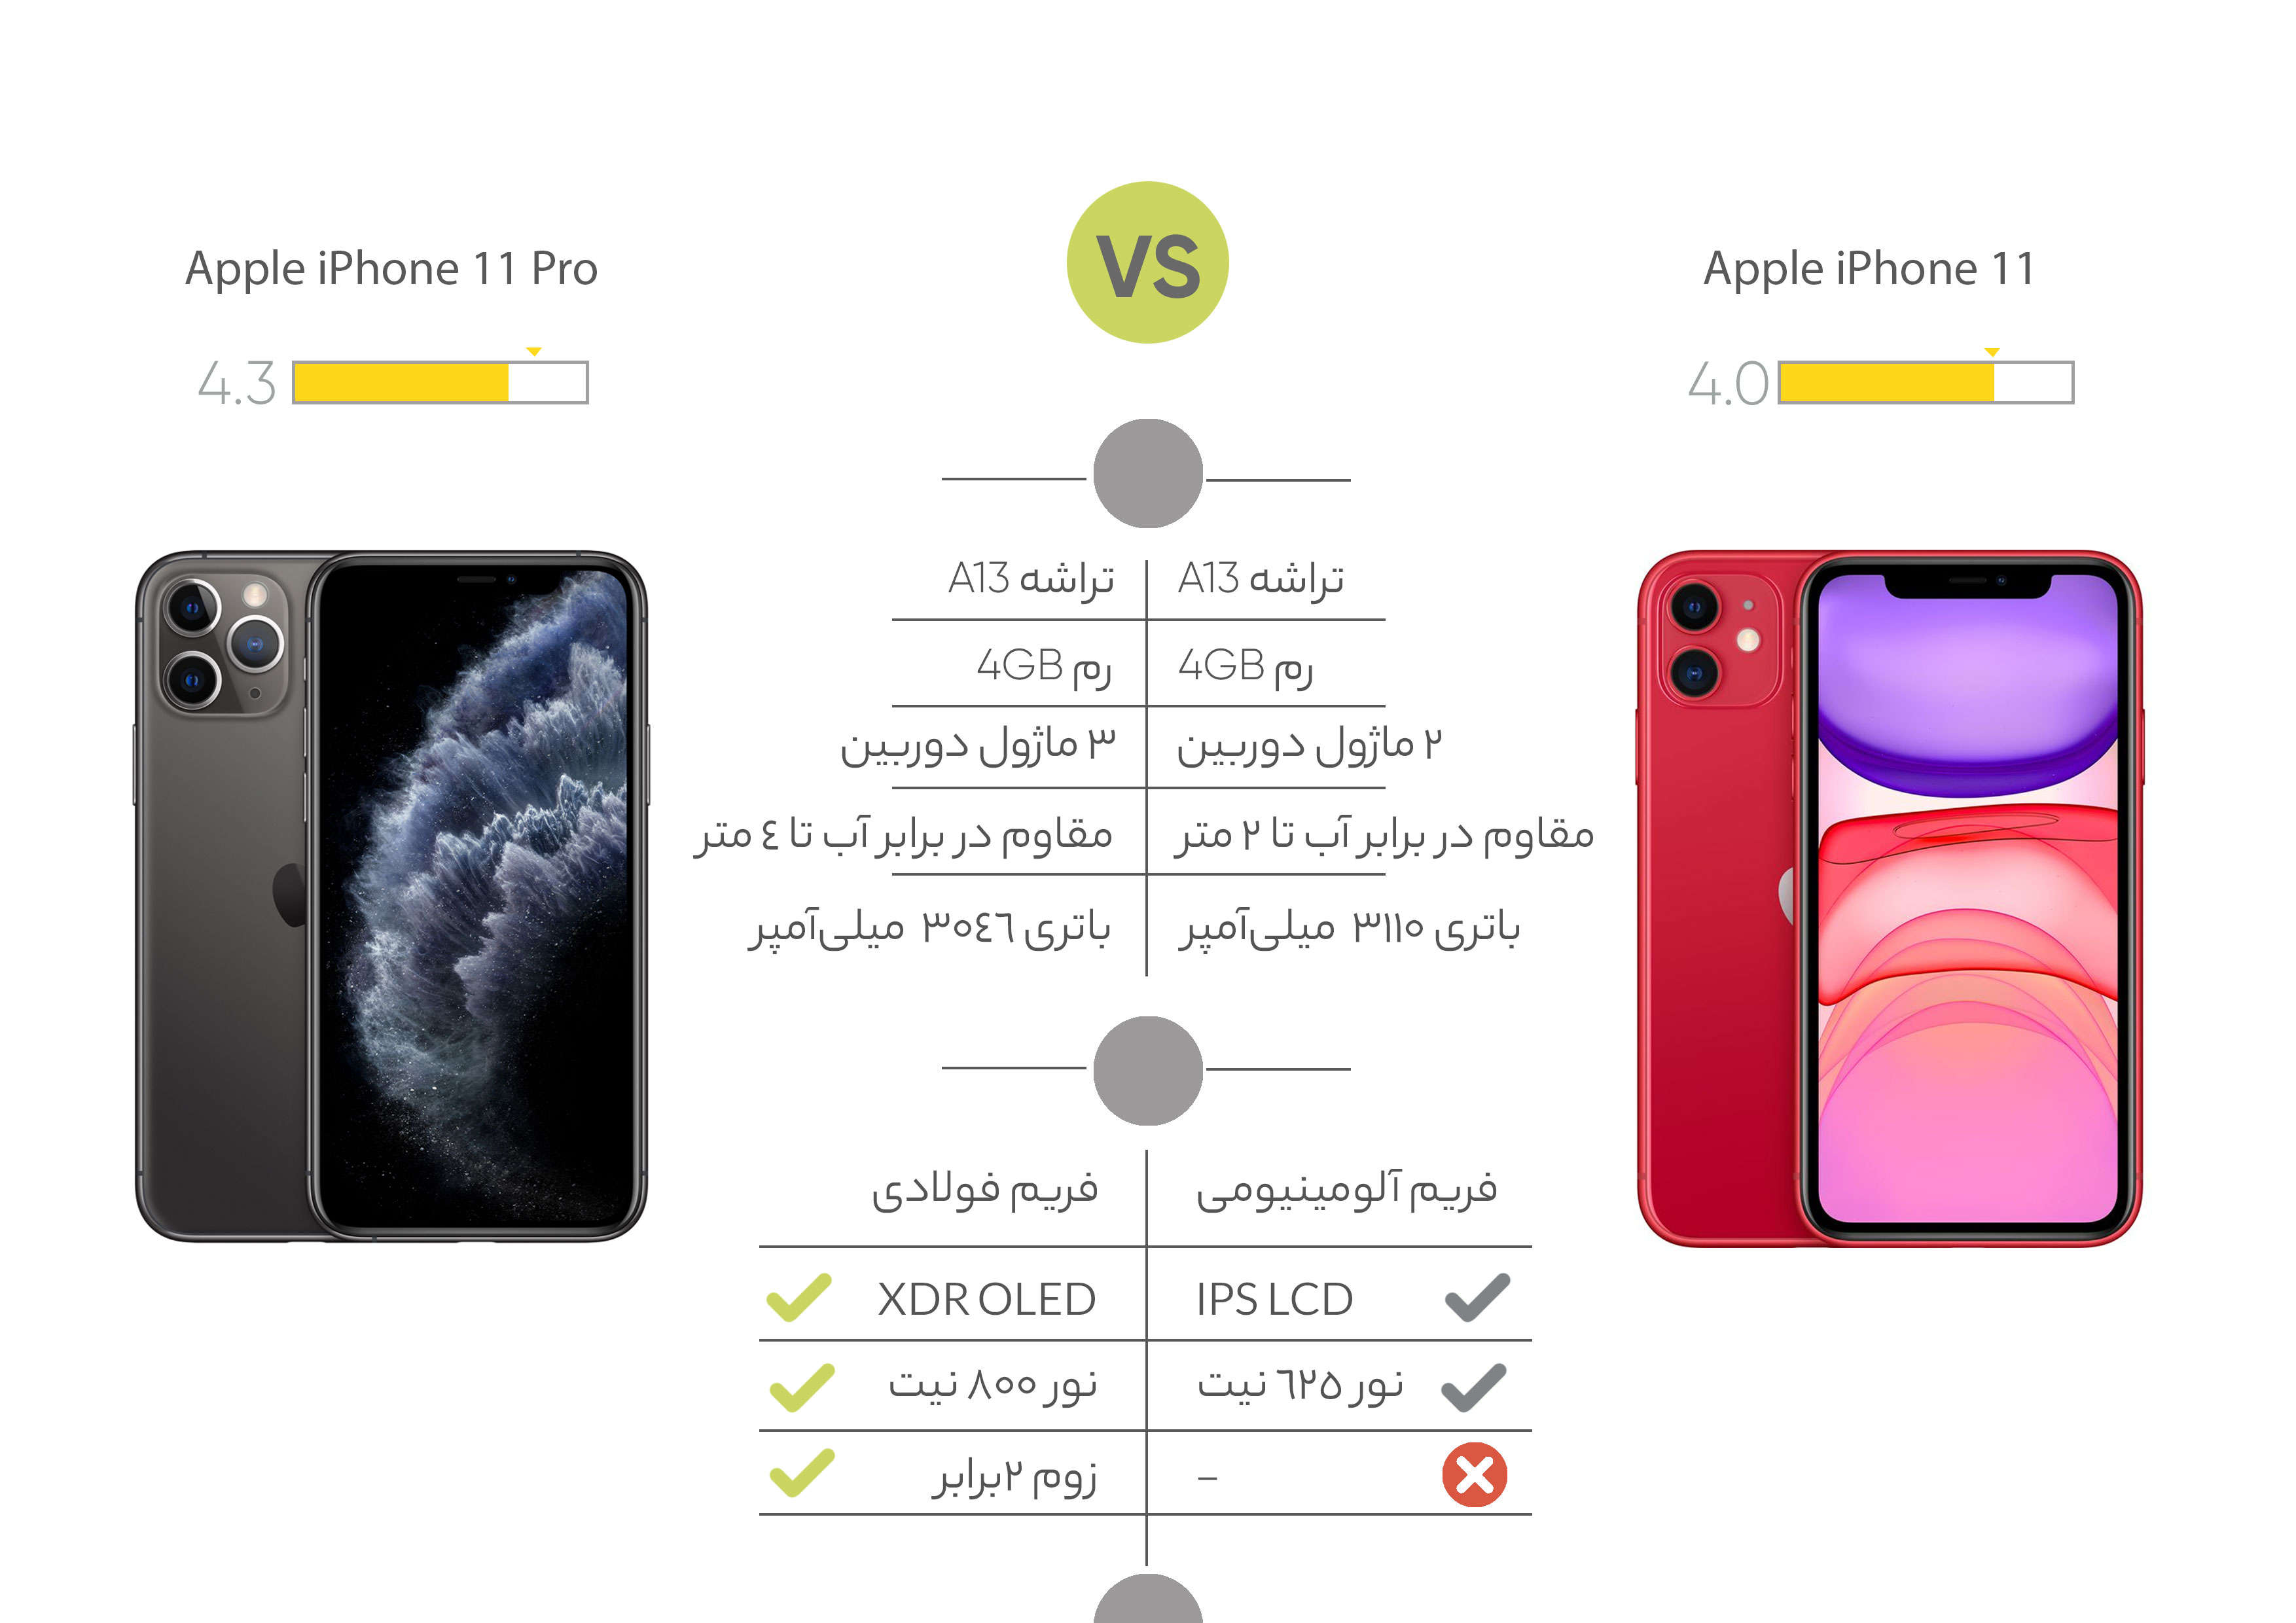 VS
Apple iPhone 11 Pro
Apple iPhone 11
4.3
4.0
تراشه A13
تراشه A13
رم 4GB
رم 4GB
۲ ماژول دوربین
۳ ماژول دوربین
مقاوم در برابر آب تا ۲ متر
مقاوم در برابر آب تا ٤ متر
باتری ۳۱۱۰ میلی‌آمپر
باتری ۳۰٤٦ میلی‌آمپر
فریم آلومینیومی
فریم فولادی
IPS LCD
XDR OLED
نور ٦۲۵ نیت
نور ۸۰۰ نیت
–
زوم ۲برابر